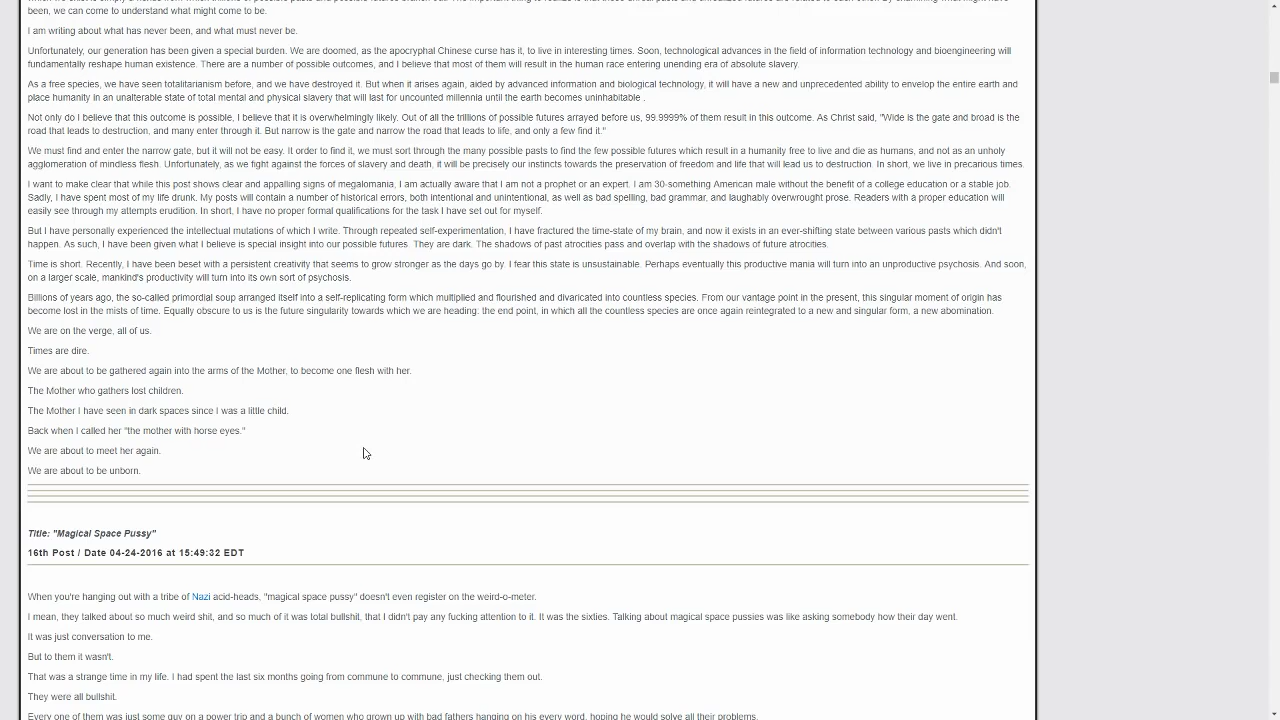 been, we can come to understand what might come to be.
I am writing about what has never been, and what must never be.
Unfortunately, our generation has been given a special burden. We are doomed, as the apocryphal Chinese curse has it, to live in interesting times. Soon, technological advances in the field of information technology and bioengineering will
fundamentally reshape human existence. There are a number of possible outcomes, and I believe that most of them will result in the human race entering unending era of absolute slavery.
As a free species, we have seen totalitarianism before, and we have destroyed it. But when it arises again, aided by advanced information and biological technology, it will have a new and unprecedented ability to envelop the entire earth and
place humanity in an unalterable state of total mental and physical slavery that will last for uncounted millennia until the earth becomes uninhabitable .
Not only do I believe that this outcome is possible, I believe that it is overwhelmingly likely. Out of all the trillions of possible futures arrayed before us, 99.9999% of them result in this outcome. As Christ said, "Wide is the gate and broad is the
road that leads to destruction, and many enter through it. But narrow is the gate and narrow the road that leads to life, and only a few find it."
We must find and enter the narrow gate, but it will not be easy. It order to find it, we must sort through the many possible pasts to find the few possible futures which result in a humanity free to live and die as humans, and not as an unholy
agglomeration of mindless flesh. Unfortunately, as we fight against the forces of slavery and death, it will be precisely our instincts towards the preservation of freedom and life that will lead us to destruction. In short, we live in precarious times.
I want to make clear that while this post shows clear and appalling signs of megalomania, I am actually aware that I am not a prophet or an expert. I am 30-something American male without the benefit of a college education or a stable job.
Sadly, I have spent most of my life drunk. My posts will contain a number of historical errors, both intentional and unintentional, as well as bad spelling, bad grammar, and laughably overwrought prose. Readers with a proper education will
easily see through my attempts erudition. In short, I have no proper formal qualifications for the task I have set out for myself.
But I have personally experienced the intellectual mutations of which I write. Through repeated self-experimentation, I have fractured the time-state of my brain, and now it exists in an ever-shifting state between various pasts which didn't
happen. As such, I have been given what I believe is special insight into our possible futures. They are dark. The shadows of past atrocities pass and overlap with the shadows of future atrocities.
Time is short. Recently, I have been beset with a persistent creativity that seems to grow stronger as the days go by. I fear this state is unsustainable. Perhaps eventually this productive mania will turn into an unproductive psychosis. And soon,
on a larger scale, mankind's productivity will turn into its own sort of psychosis.
Billions of years ago, the so-called primordial soup arranged itself into a self-replicating form which multiplied and flourished and divaricated into countless species. From our vantage point in the present, this singular moment of origin has
become lost in the mists of time. Equally obscure to us is the future singularity towards which we are heading: the end point, in which all the countless species are once again reintegrated to a new and singular form, a new abomination.
We are on the verge, all of us.
Times are dire.
We are about to be gathered again into the arms of the Mother, to become one flesh with her.
The Mother who gathers lost children.
The Mother I have seen in dark spaces since I was a little child.
Back when I called her "the mother with horse eyes."
We are about to meet her again.
We are about to be unborn.
Title: "Magical Space Pussy"
16th Post / Date 04-24-2016 at 15:49:32 EDT
When you're hanging out with a tribe of Nazi acid-heads, "magical space pussy" doesn't even register on the weird-o-meter.
I mean, they talked about so much weird shit, and so much of it was total bullshit, that I didn't pay any fucking attention to it. It was the sixties. Talking about magical space pussies was like asking somebody how their day went.
It was just conversation to me.
But to them it wasn't.
That was a strange time in my life. I had spent the last six months going from commune to commune, just checking them out.
They were all bullshit.
Every one of them was just some guy on a power trip and a bunch of women who grown up with bad fathers hanging on his every word, hoping he would solve all their problems.